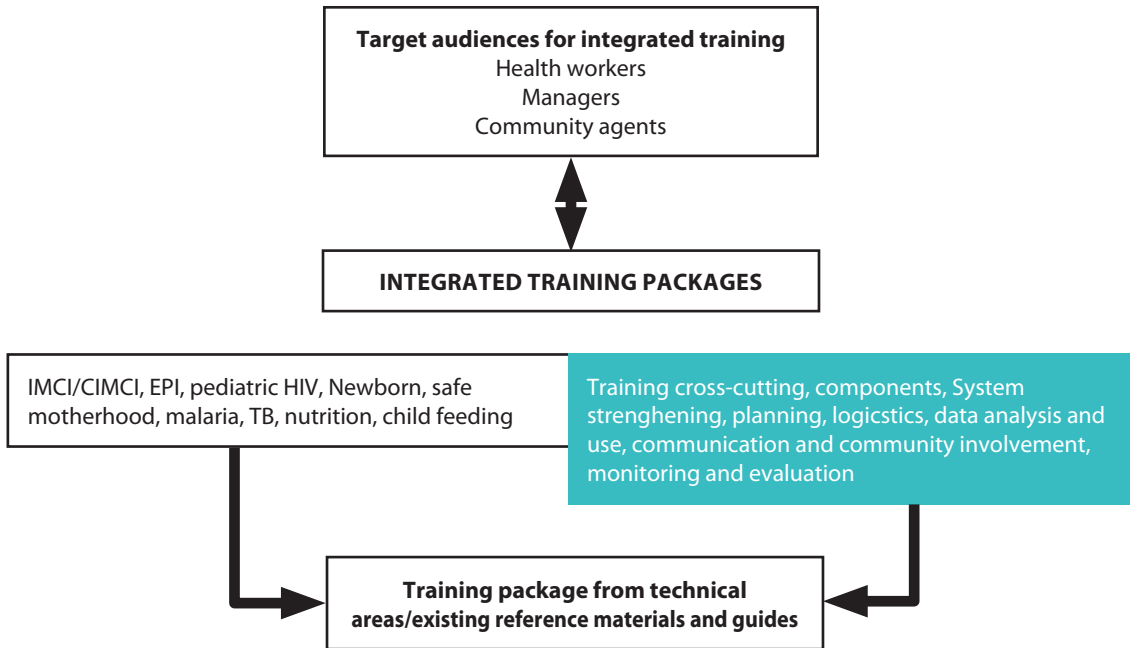 Target audiences for integrated training
Health workers
Managers
Community agents
INTEGRATED TRAINING PACKAGES
IMCI/CIMCI, EPI, pediatric HIV, Newborn, safe
motherhood, malaria, TB, nutrition, child feeding
Training cross-cutting, components, System
strenghening, planning, logicstics, data analysis and
use, communication and community involvement,
monitoring and evaluation
Training package from technical
areas/existing reference materials and guides